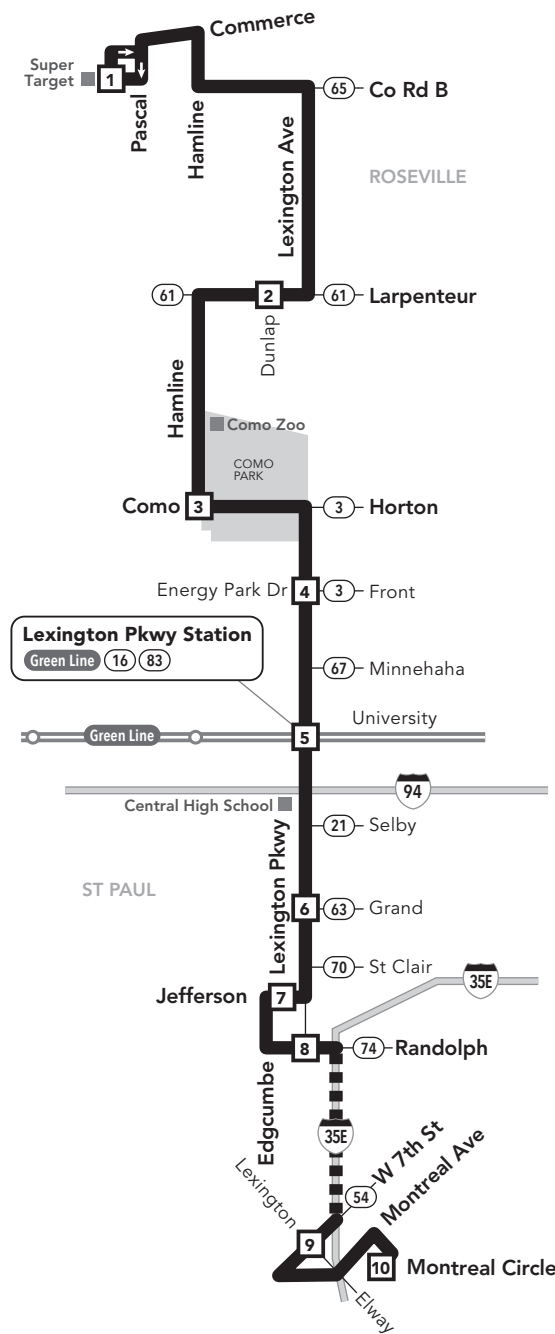 Commerce
Super
Target
1
Pascal
Hamline
65
Co Rd B
Lexington Ave
ROSEVILLE
61
2
61
Larpenteur
Dunlap
Hamline
Como Zoo
COMO
PARK
Como
3
3
Horton
Energy Park Dr
4
3
Front
Lexington Pkwy Station
Green Line
16
83
67
Minnehaha
University
Green Line
5
94
Central High School
21
Selby
Lexington Pkwy
ST PAUL
6
63
Grand
70
St Clair
35E
Jefferson
7
8
74
Randolph
Edgcumbe
35E
W 7th St
Montreal Ave
Lexington
54
9
10
Montreal Circle
Elway